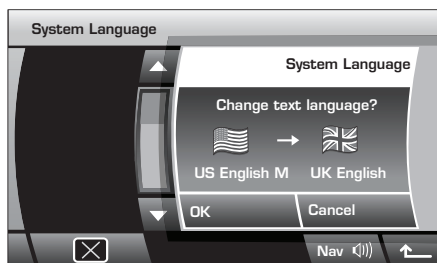 System Language
System Language
Change text language?
US English M UK English
OK Cancel
Nav